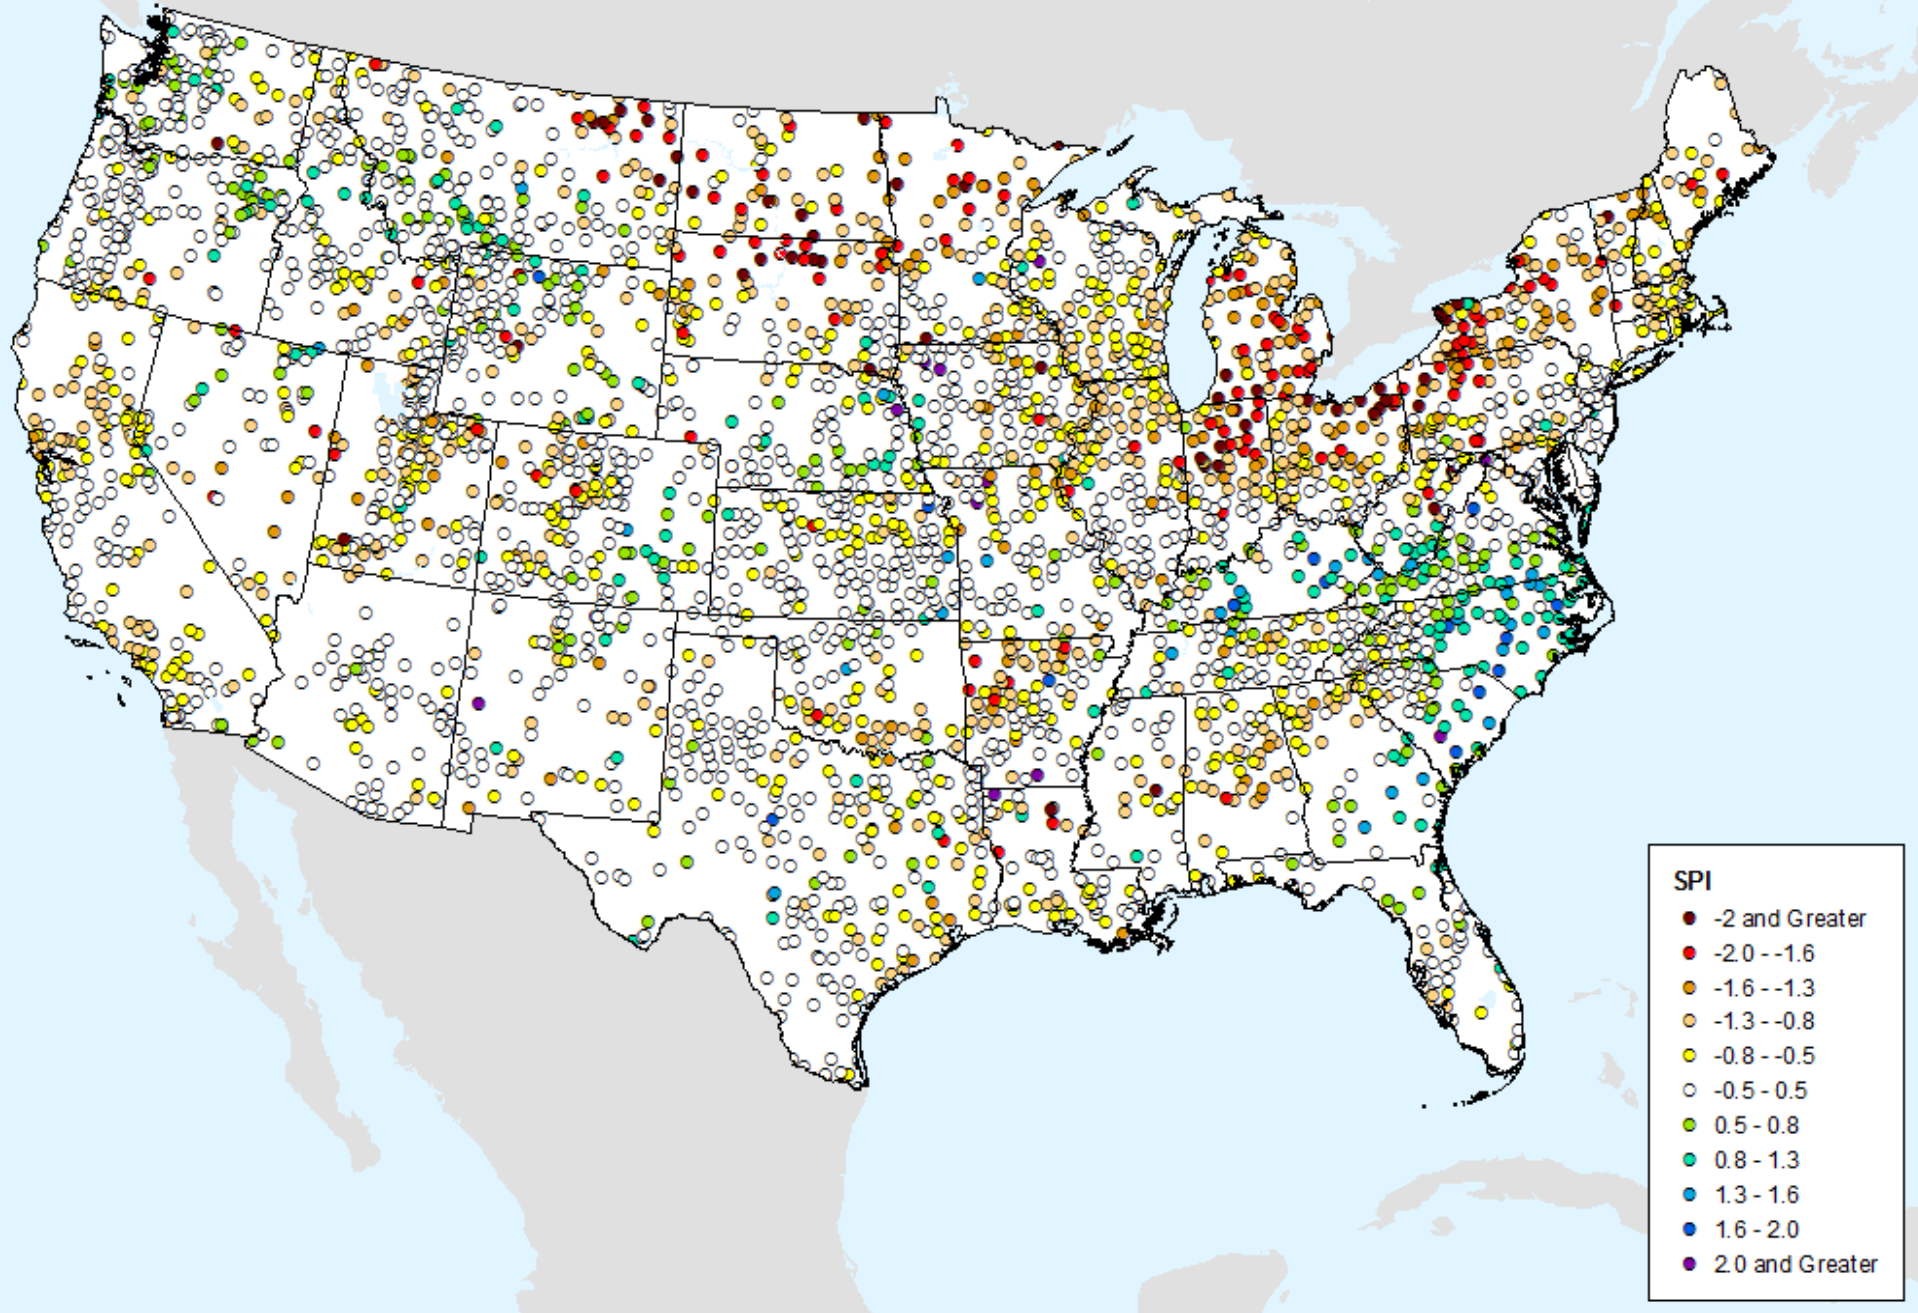 SPI
-2 and Greater
-2.0 - -1.6
-1.6 - -1.3
-1.3 - -0.8
-0.8 - -0.5
-0.5 - 0.5
0.5 - 0.8
0.8 - 1.3
1.3 - 1.6
1.6 - 2.0
2.0 and Greater